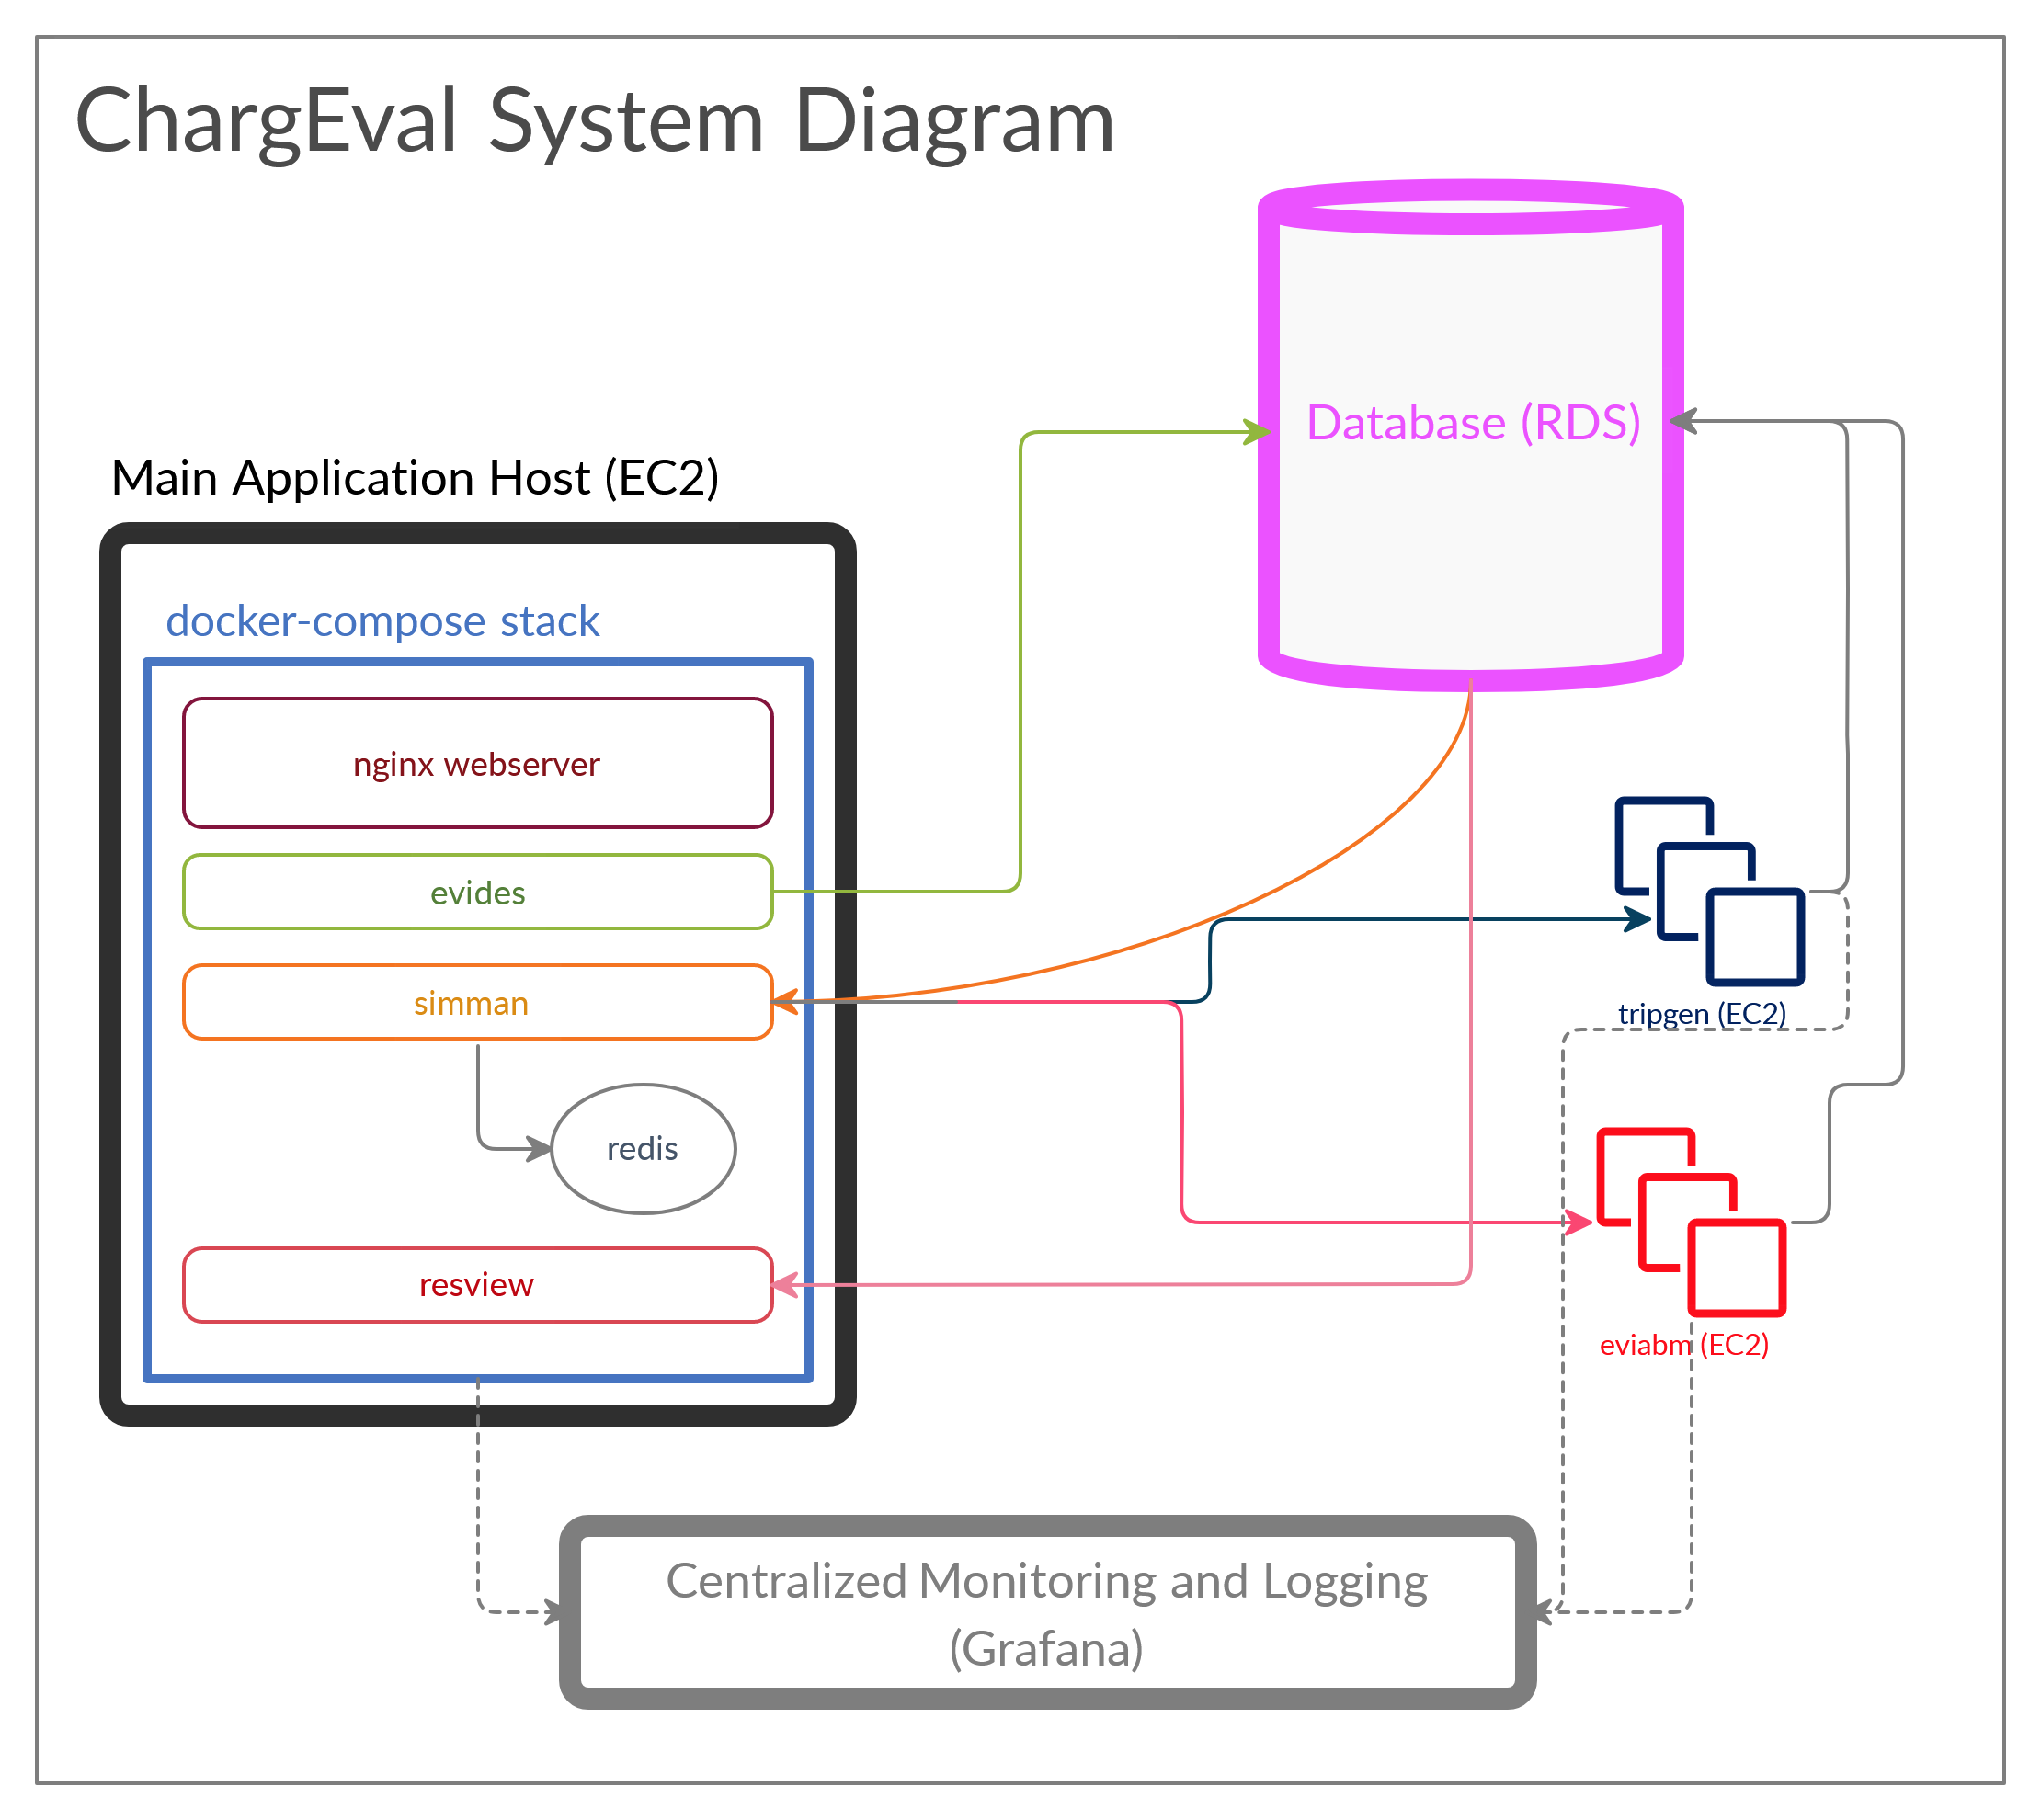 ChargEval System Diagram
Database (RDS)
Main Application Host (EC2)
docker-compose stack
nginx webserver
evides
simman
tripgen (EC2)
redis
resview
eviabm (EC2)
Centralized Monitoring and Logging
(Grafana)